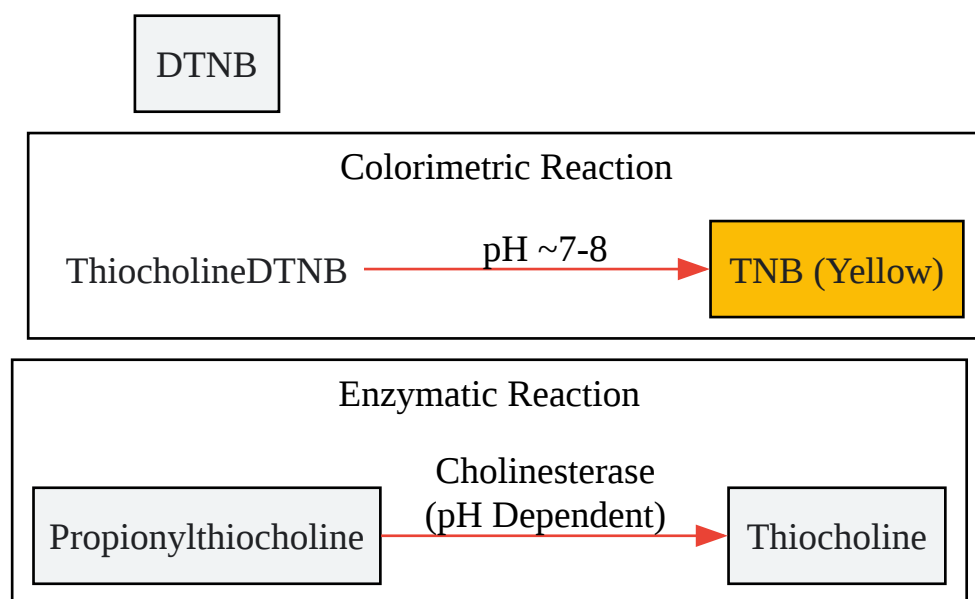 DTNB
Colorimetric Reaction
ThiocholineDTNB
pH ~7-8
TNB (Yellow)
Enzymatic Reaction
Propionylthiocholine
Cholinesterase
(pH Dependent)
Thiocholine